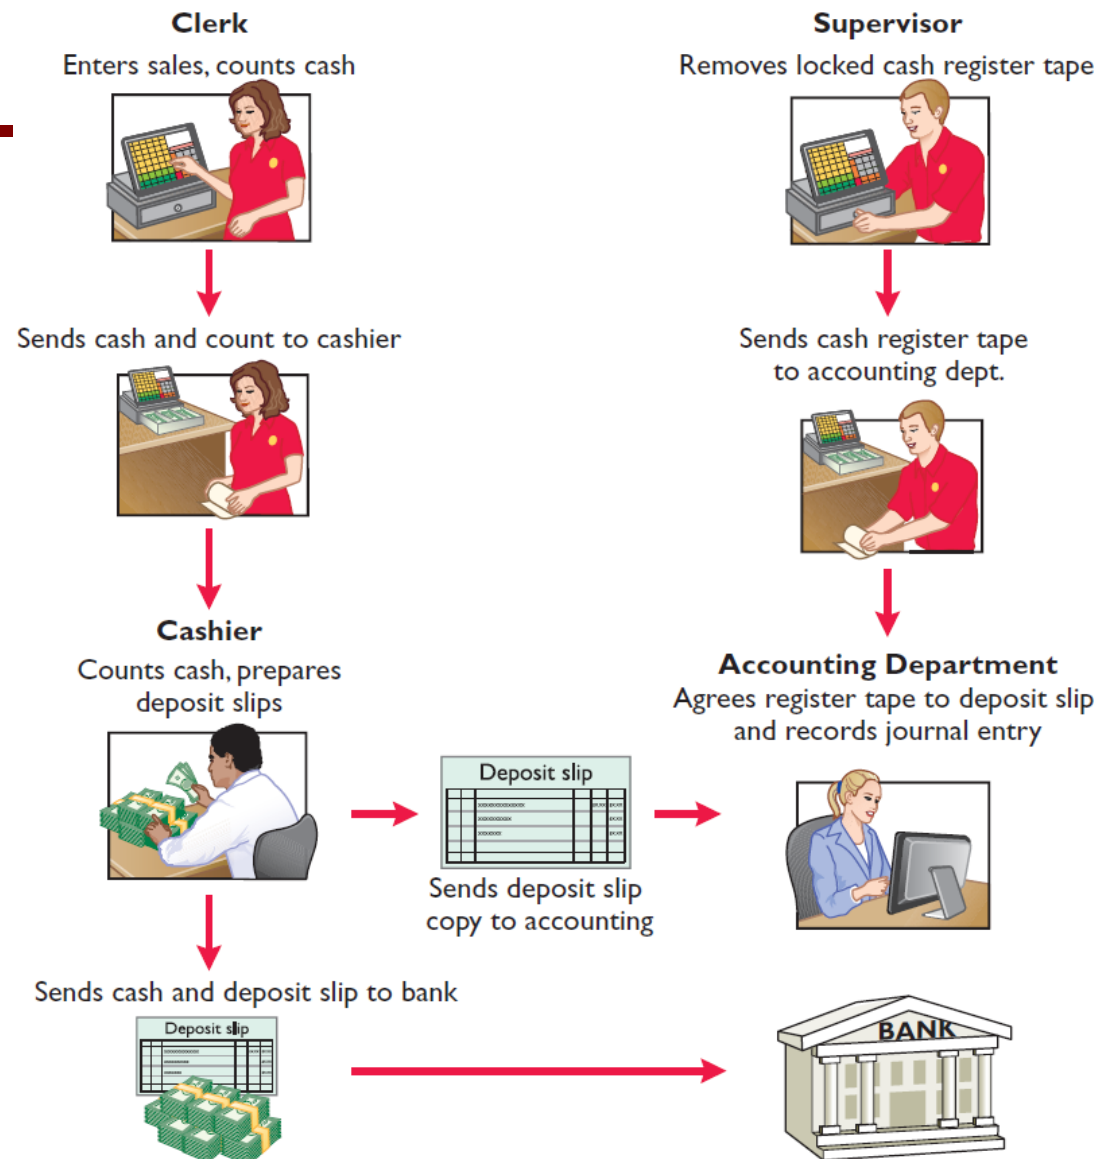 Clerk
Enters sales, counts cash
Supervisor
Removes locked cash register tape
Sends cash and count to cashier
Sends cash register tape
to accounting dept.
Cashier
Counts cash, prepares
deposit slips
Accounting Department
Agrees register tape to deposit slip
and records journal entry
Deposit slip
Sends deposit slip
copy to accounting
Sends cash and deposit slip to bank
Deposit slip
BANK